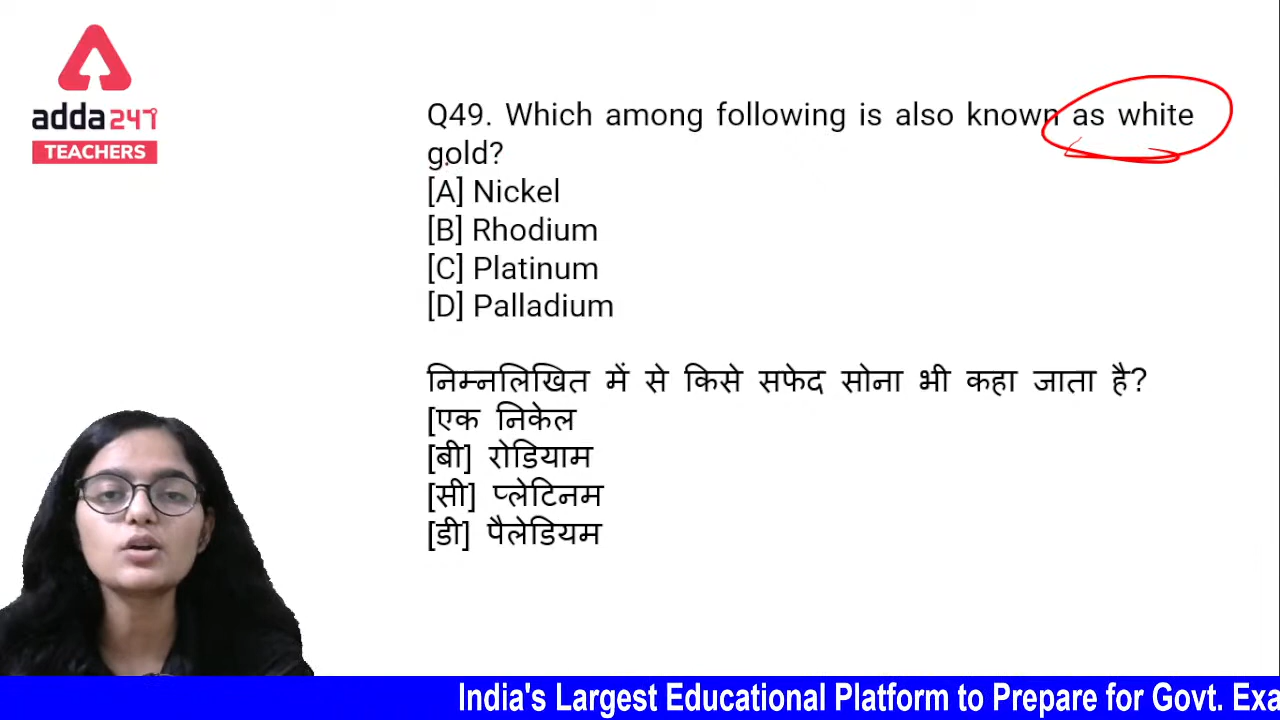 adda247
TEACHERS
Q49. Which among following is also known as white
gold?
[A] Nickel
[B] Rhodium
[C] Platinum
[D] Palladium
निम्नलिखित में से किसे सफेद सोना भी कहा जाता है?
[एक निकेल
[बी] रोडियाम
[सी] प्लेटिनम
[डी] पैलेडियम
India's Largest Educational Platform to Prepare for Govt. Exa